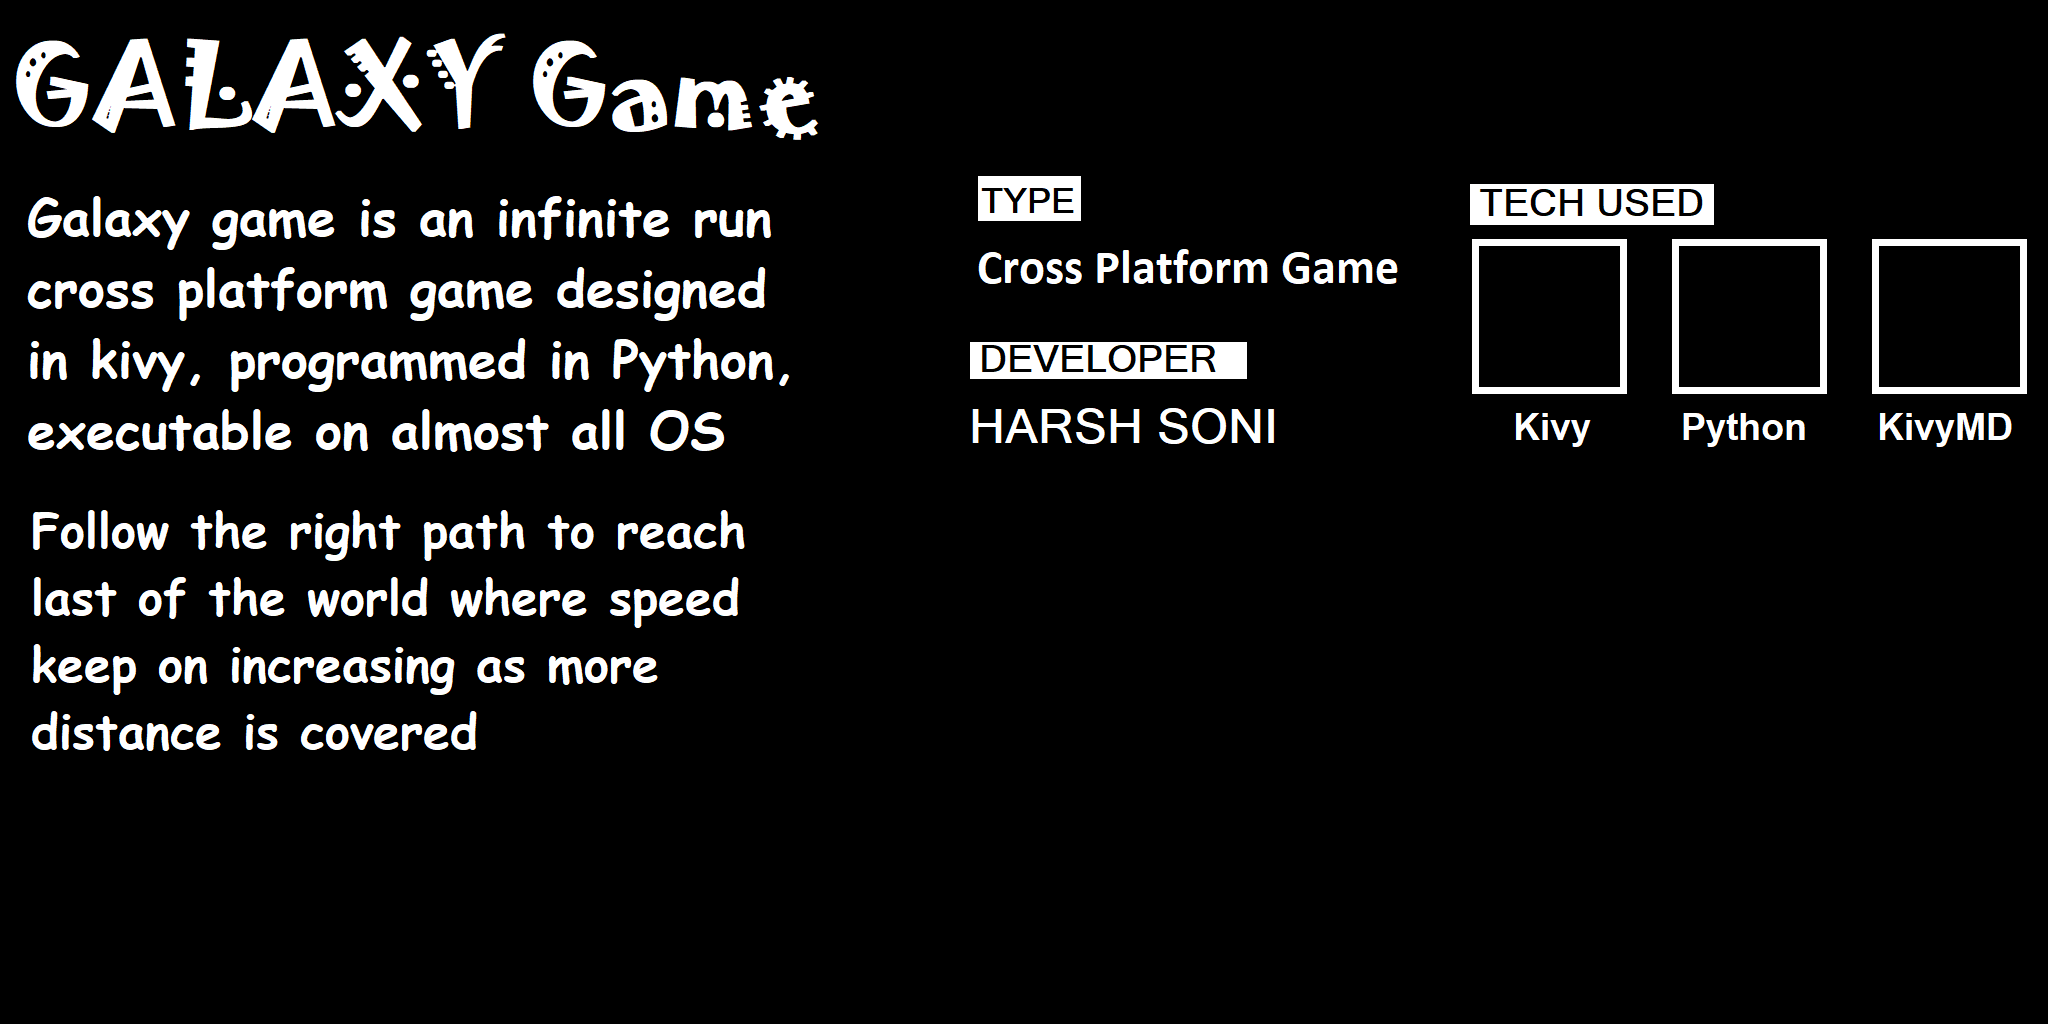 GALAXY Game
Galaxy game is an infinite run
cross platform game designed
in kivy, programmed in Python,
executable on almost all OS
Follow the right path to reach
last of the world where speed
keep on increasing as more
distance is covered
TYPE
Cross Platform Game
DEVELOPER
HARSH SONI
TECH USED
Kivy
Python
KivyMD